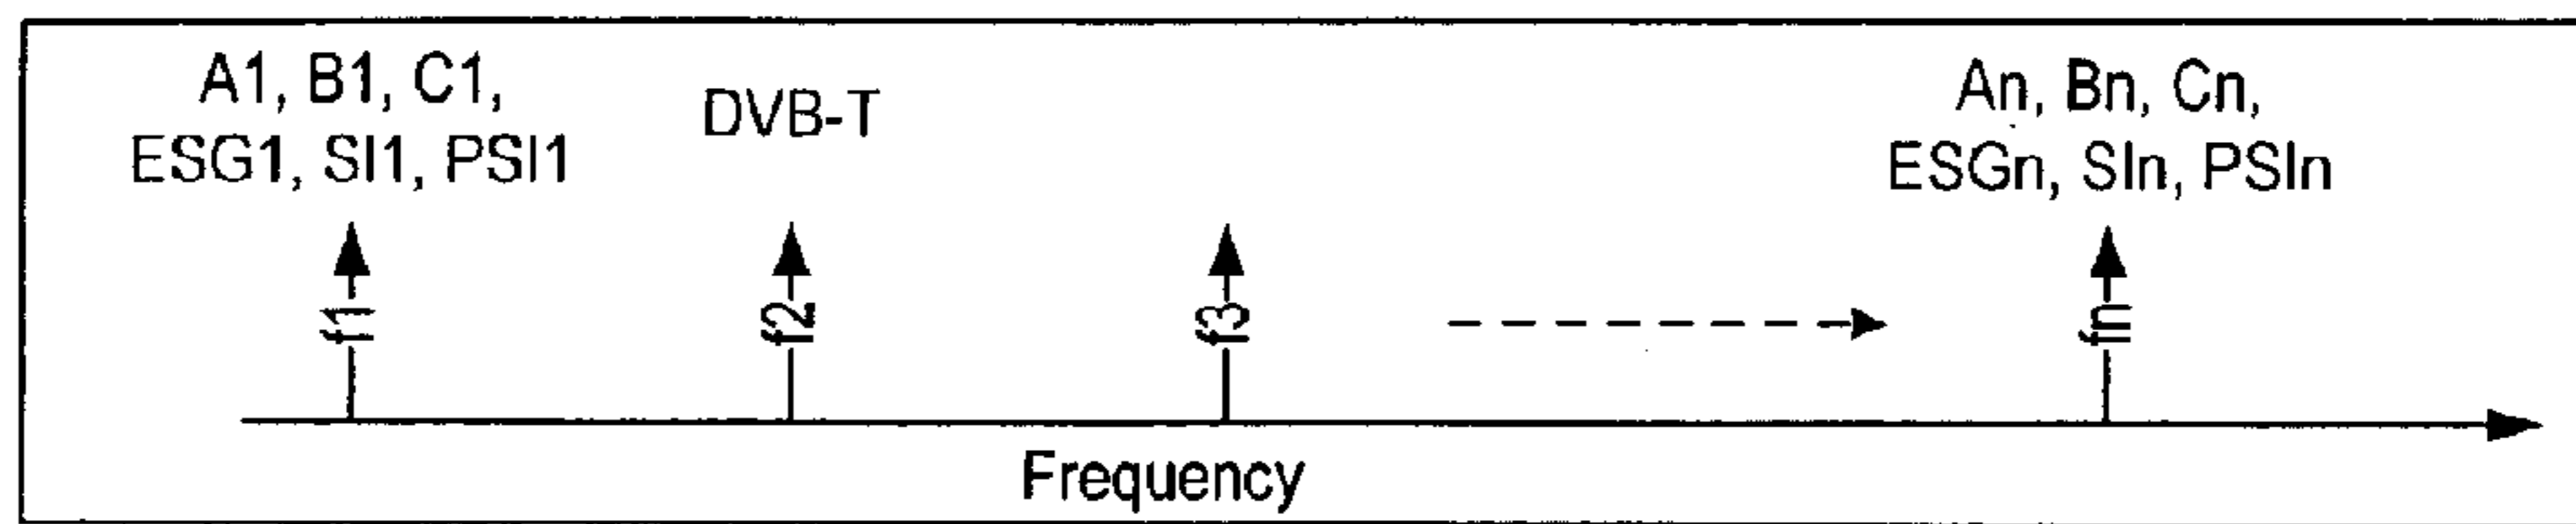 A1, B1, C1,
ESG1, SI1, PSI1
DVB-T
An, Bn, Cn,
ESGn, SIn, PSIn
f1
f2
f3
fn
Frequency